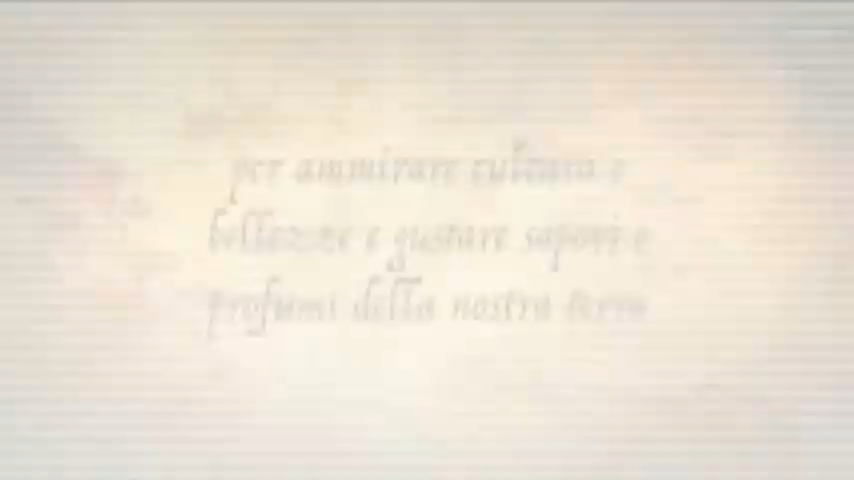 per ammirare cultura e
bellezze e gustare sapori e
profumi della nostra terra